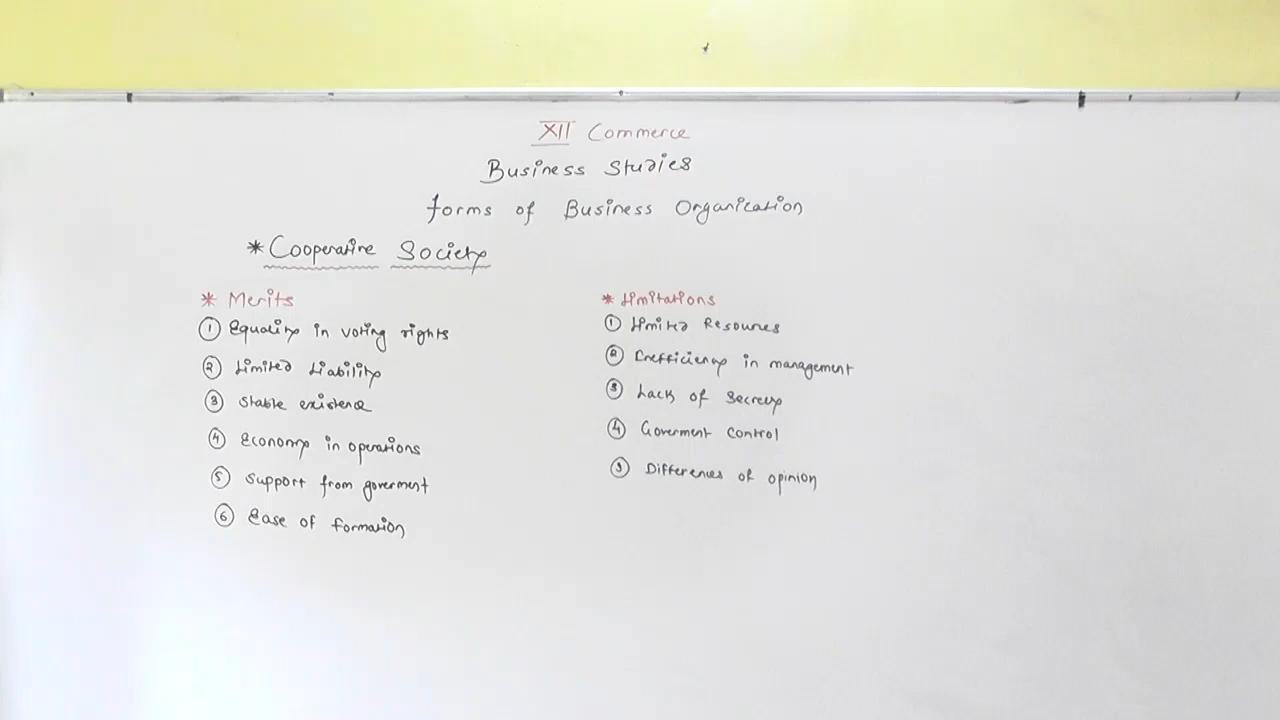 XII Commerce
Business Studies
forms of Business Organization
* Cooperative Society
* Merits
① Equality in voting rights
② Limited Liability
③ Stable existence
④ Economy in operations
⑤ Support from goverment
⑥ Ease of formation
* Limitations
① Limited Resources
② Inefficiency in management
③ Lack of Secrecy
④ Goverment Control
⑤ Differences of opinion